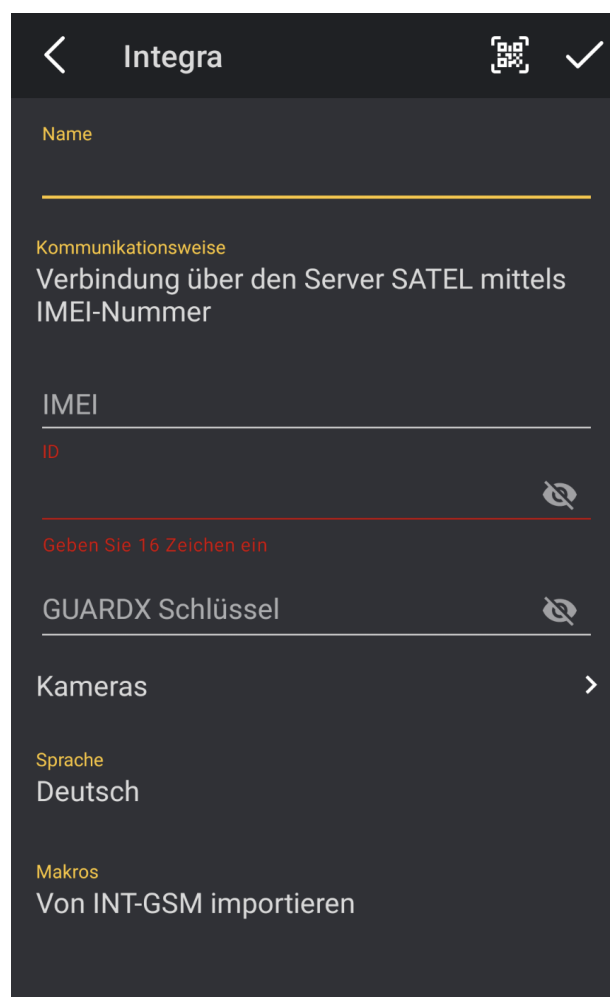 Integra
Name
Kommunikationsweise
Verbindung über den Server SATEL mittels
IMEI-Nummer
IMEI
ID
Geben Sie 16 Zeichen ein
GUARDX Schlüssel
Kameras
Sprache
Deutsch
Makros
Von INT-GSM importieren